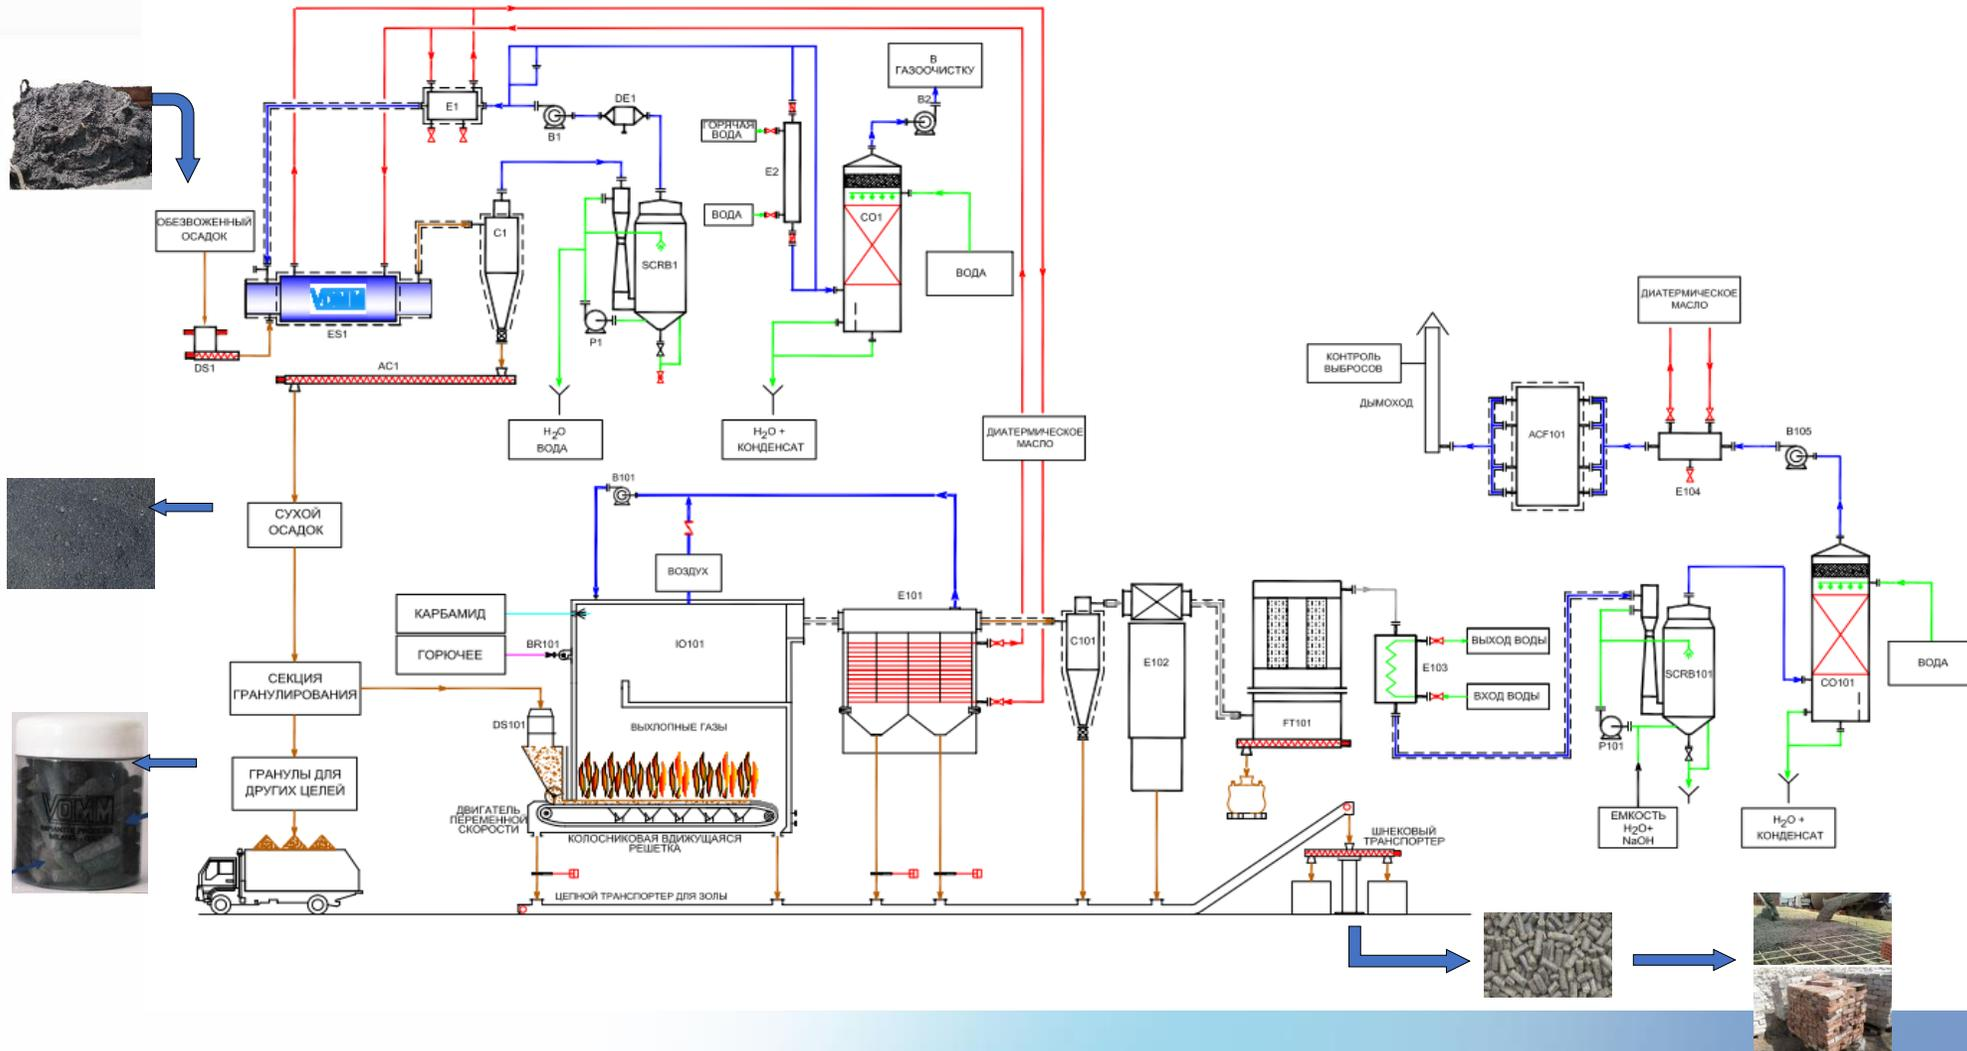 В
ГАЗООЧИСТКУ
B2
E1
DE1
B1
ГОРЯЧАЯ
ВОДА
E2
ВОДА
CO1
ОБЕЗВОЖЕННЫЙ
ОСАДОК
C1
SCRB1
ВОДА
VOMM
ES1
DS1
P1
AC1
H2O
ВОДА
H2O +
КОНДЕНСАТ
ДИАТЕРМИЧЕСКОЕ
МАСЛО
ДИАТЕРМИЧЕСКОЕ
МАСЛО
КОНТРОЛЬ
ВЫБРОСОВ
ДЫМОХОД
ACF101
B105
E104
СУХОЙ
ОСАДОК
B101
ВОЗДУХ
КАРБАМИД
ГОРЮЧЕЕ
BR101
IO101
E101
C101
E102
FT101
ВЫХОД ВОДЫ
E103
ВХОД ВОДЫ
SCRB101
CO101
ВОДА
P101
СЕКЦИЯ
ГРАНУЛИРОВАНИЯ
DS101
ВЫХЛОПНЫЕ ГАЗЫ
ГРАНУЛЫ ДЛЯ
ДРУГИХ ЦЕЛЕЙ
ДВИГАТЕЛЬ
ПЕРЕМЕННОЙ
СКОРОСТИ
КОЛОСНИКОВАЯ ВДИЖУЩАЯСЯ
РЕШЕТКА
ЦЕПНОЙ ТРАНСПОРТЕР ДЛЯ ЗОЛЫ
ШНЕКОВЫЙ
ТРАНСПОРТЕР
ЕМКОСТЬ
H2O+
NaOH
H2O +
КОНДЕНСАТ
VOMM